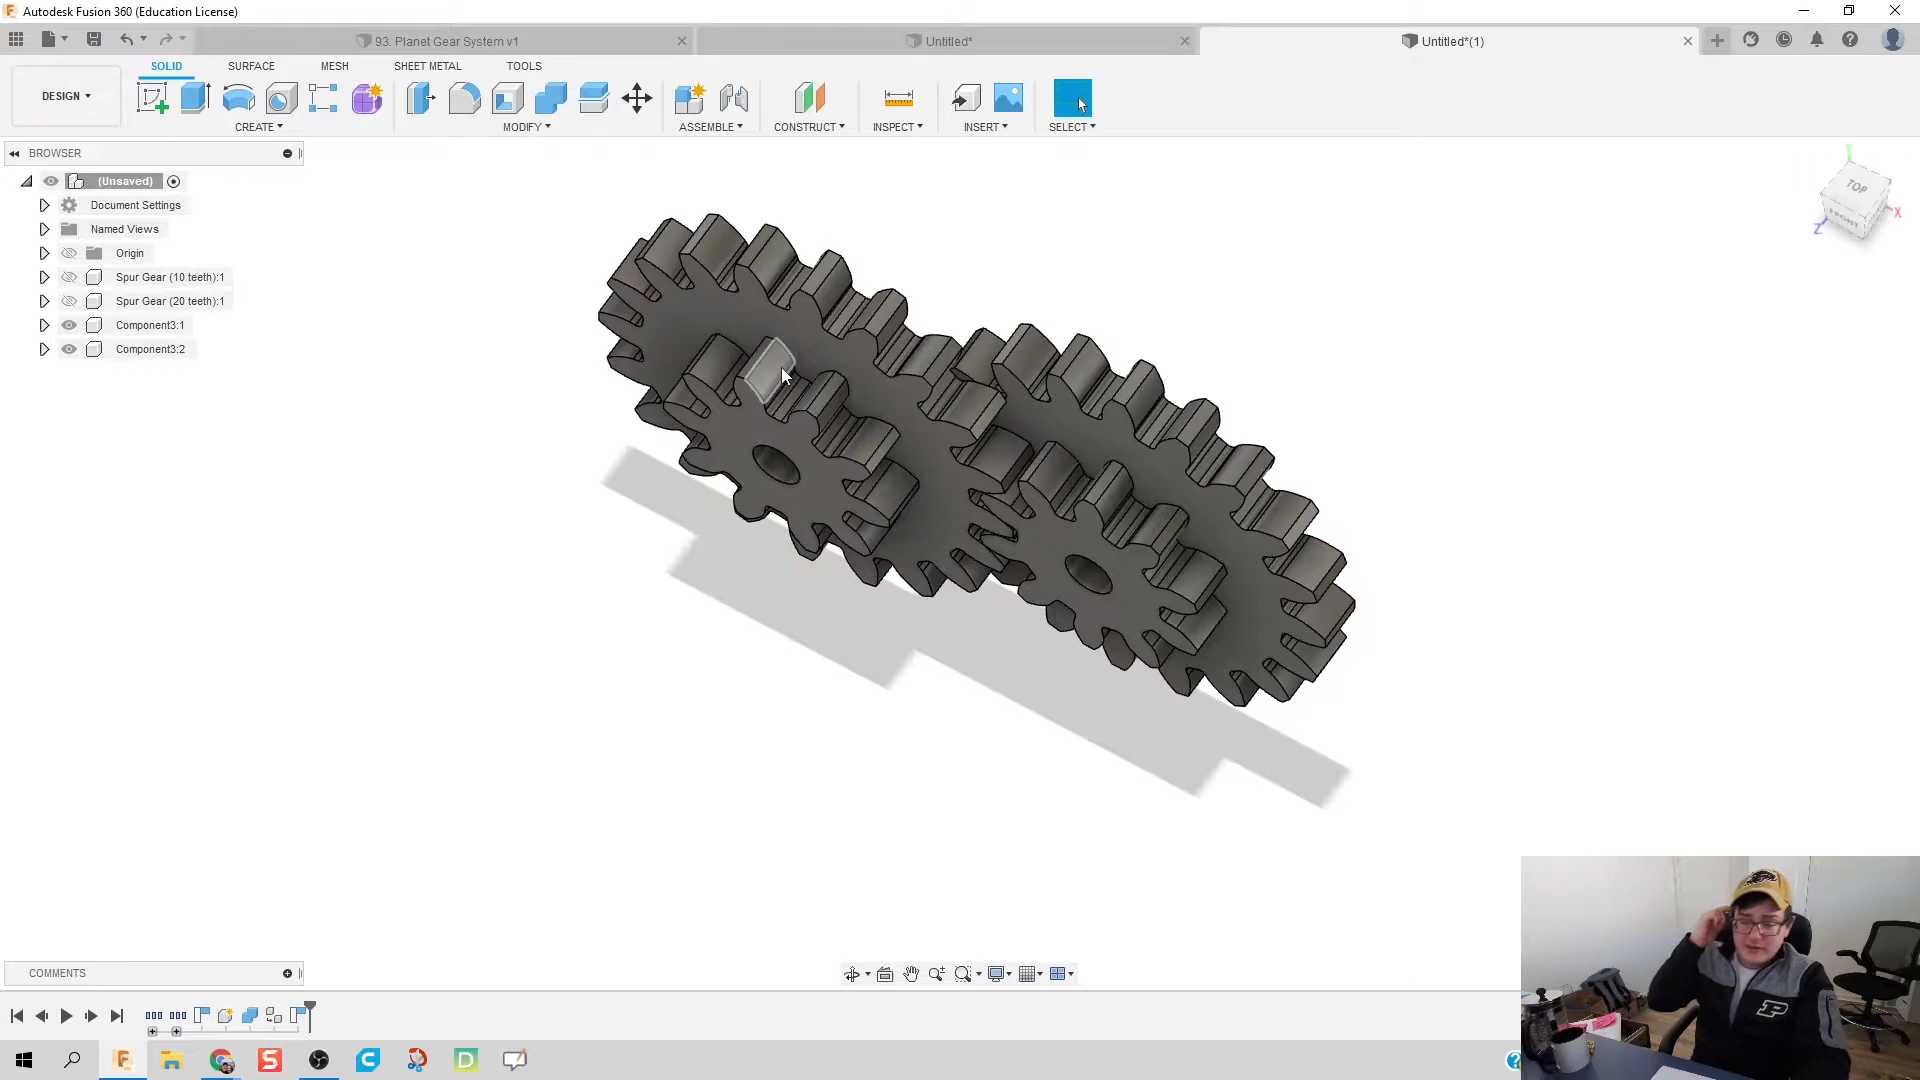 Autodesk Fusion 360 (Education License)
93. Planet Gear System v1
Untitled*
Untitled*(1)
DESIGN
SOLID
SURFACE
MESH
SHEET METAL
TOOLS
CREATE
MODIFY
ASSEMBLE
CONSTRUCT
INSPECT
INSERT
SELECT
BROWSER
(Unsaved)
Document Settings
Named Views
Origin
Spur Gear (10 teeth):1
Spur Gear (20 teeth):1
Component3:1
Component3:2
Y
TOP
FRONT
X
Z
COMMENTS
P